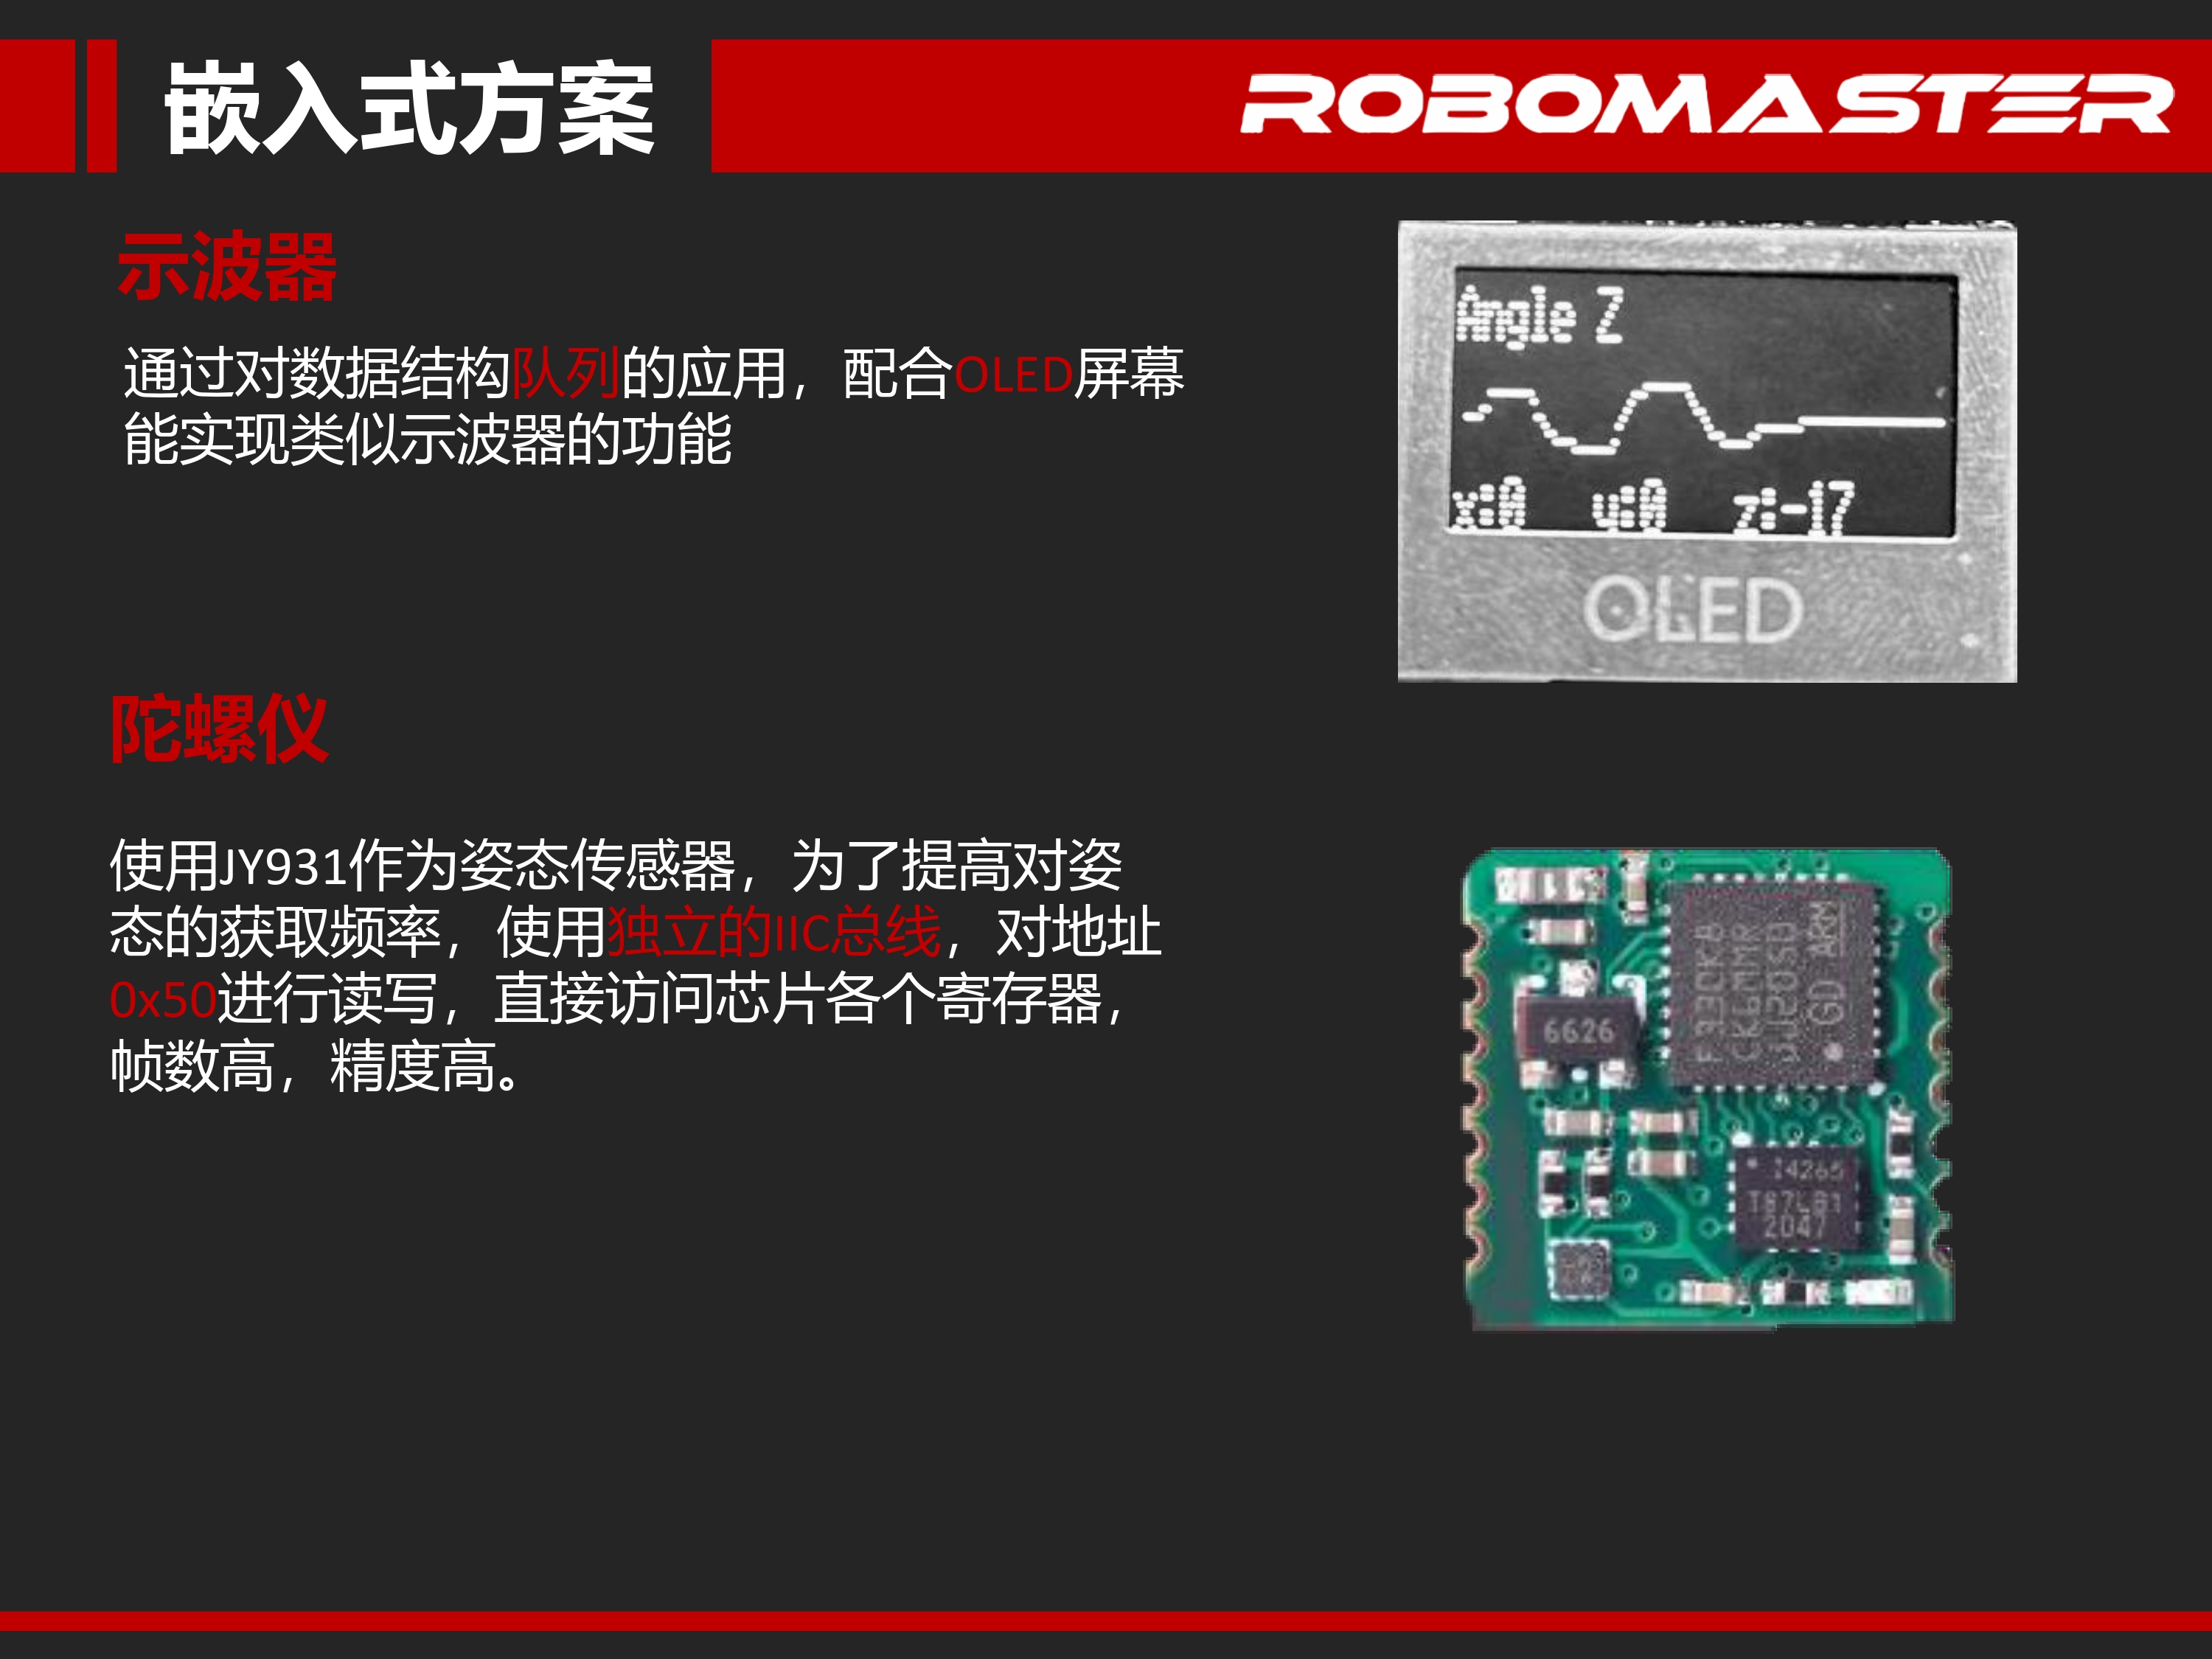 嵌入式方案
ROBOMASTER
示波器
通过对数据结构队列的应用，配合OLED屏幕
能实现类似示波器的功能
Angle Z
x:0 y:0 z:-17
OLED
陀螺仪
使用JY931作为姿态传感器，为了提高对姿
态的获取频率，使用独立的IIC总线，对地址
0x50进行读写，直接访问芯片各个寄存器，
帧数高，精度高。
6626
GD ARM
2047